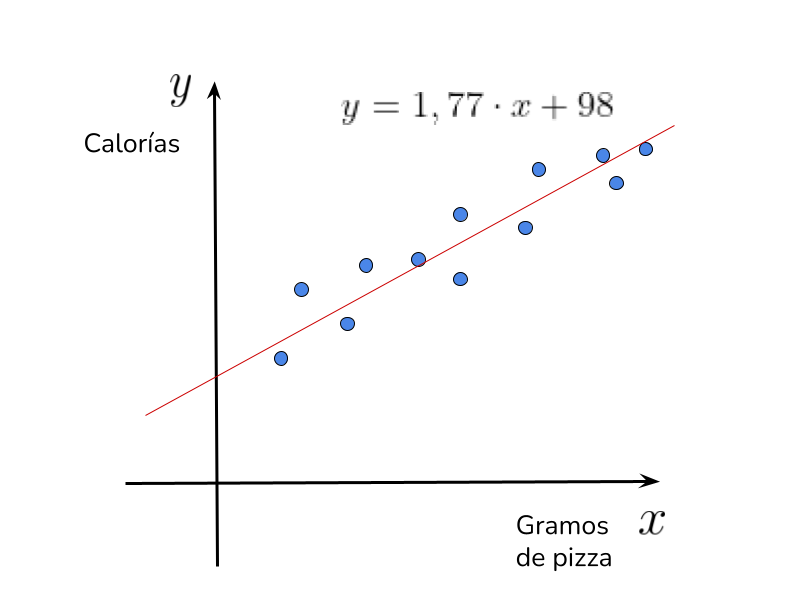 y
y = 1, 77 · x + 98
Calorías
Gramos
de pizza
x